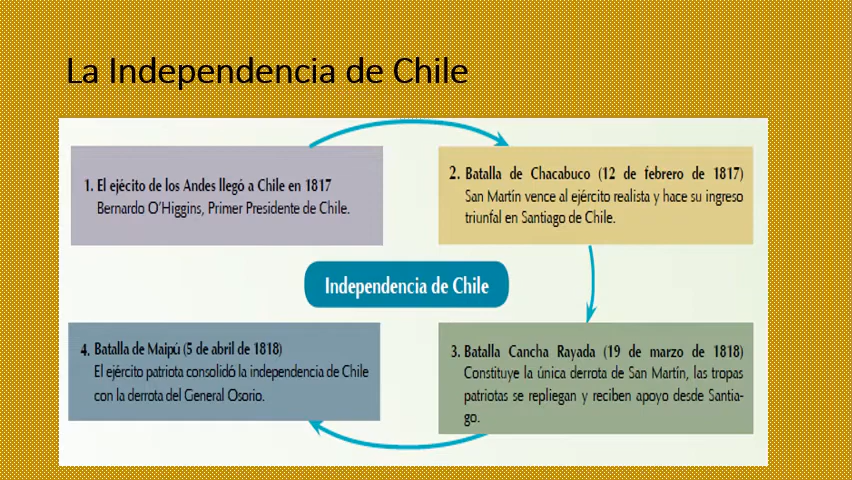 La Independencia de Chile
1. El ejécito de los Andes llegó a Chile en 1817
Bernardo O'Higgins, Primer Presidente de Chile.
2. Batalla de Chacabuco (12 de febrero de 1817)
San Martín vence al ejército realista y hace su ingreso
triunfal en Santiago de Chile.
Independencia de Chile
3. Batalla Cancha Rayada (19 de marzo de 1818)
Constituye la única derrota de San Martín, las tropas
patriotas se repliegan y reciben apoyo desde Santia-
go.
4. Batalla de Maipú (5 de abril de 1818)
El ejército patriota consolidó la independencia de Chile
con la derrota del General Osorio.